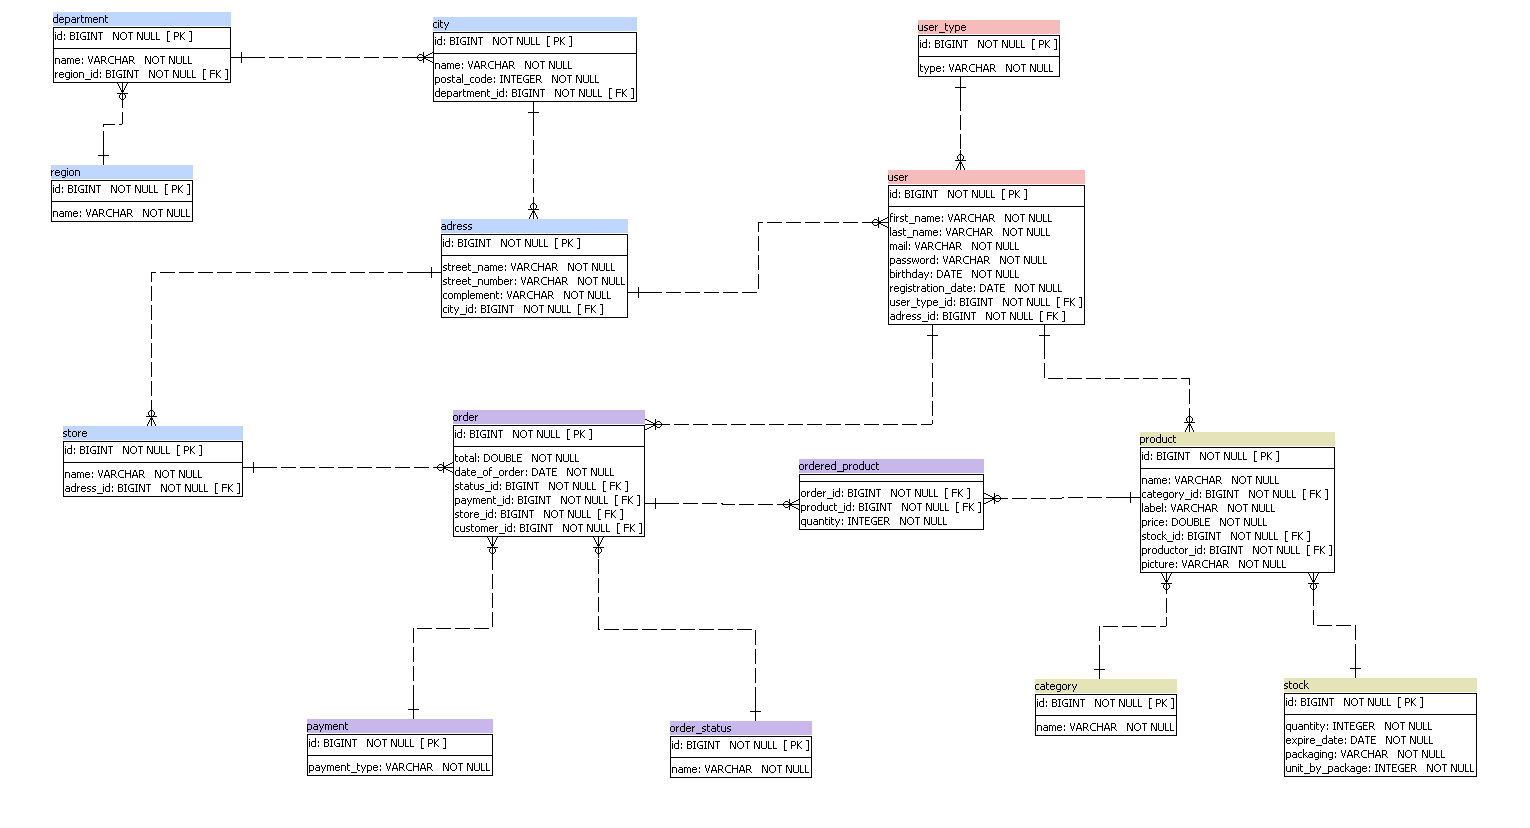 department
id: BIGINT NOT NULL [ PK ]
name: VARCHAR NOT NULL
region_id: BIGINT NOT NULL [ FK ]
city
id: BIGINT NOT NULL [ PK ]
name: VARCHAR NOT NULL
postal_code: INTEGER NOT NULL
department_id: BIGINT NOT NULL [ FK ]
user_type
id: BIGINT NOT NULL [ PK ]
type: VARCHAR NOT NULL
region
id: BIGINT NOT NULL [ PK ]
name: VARCHAR NOT NULL
user
id: BIGINT NOT NULL [ PK ]
first_name: VARCHAR NOT NULL
last_name: VARCHAR NOT NULL
mail: VARCHAR NOT NULL
password: VARCHAR NOT NULL
birthday: DATE NOT NULL
registration_date: DATE NOT NULL
user_type_id: BIGINT NOT NULL [ FK ]
adress_id: BIGINT NOT NULL [ FK ]
adress
id: BIGINT NOT NULL [ PK ]
street_name: VARCHAR NOT NULL
street_number: VARCHAR NOT NULL
complement: VARCHAR NOT NULL
city_id: BIGINT NOT NULL [ FK ]
store
id: BIGINT NOT NULL [ PK ]
name: VARCHAR NOT NULL
adress_id: BIGINT NOT NULL [ FK ]
order
id: BIGINT NOT NULL [ PK ]
total: DOUBLE NOT NULL
date_of_order: DATE NOT NULL
status_id: BIGINT NOT NULL [ FK ]
payment_id: BIGINT NOT NULL [ FK ]
store_id: BIGINT NOT NULL [ FK ]
customer_id: BIGINT NOT NULL [ FK ]
ordered_product
order_id: BIGINT NOT NULL [ FK ]
product_id: BIGINT NOT NULL [ FK ]
quantity: INTEGER NOT NULL
product
id: BIGINT NOT NULL [ PK ]
name: VARCHAR NOT NULL
category_id: BIGINT NOT NULL [ FK ]
label: VARCHAR NOT NULL
price: DOUBLE NOT NULL
stock_id: BIGINT NOT NULL [ FK ]
productor_id: BIGINT NOT NULL [ FK ]
picture: VARCHAR NOT NULL
payment
id: BIGINT NOT NULL [ PK ]
payment_type: VARCHAR NOT NULL
order_status
id: BIGINT NOT NULL [ PK ]
name: VARCHAR NOT NULL
category
id: BIGINT NOT NULL [ PK ]
name: VARCHAR NOT NULL
stock
id: BIGINT NOT NULL [ PK ]
quantity: INTEGER NOT NULL
expire_date: DATE NOT NULL
packaging: VARCHAR NOT NULL
unit_by_package: INTEGER NOT NULL